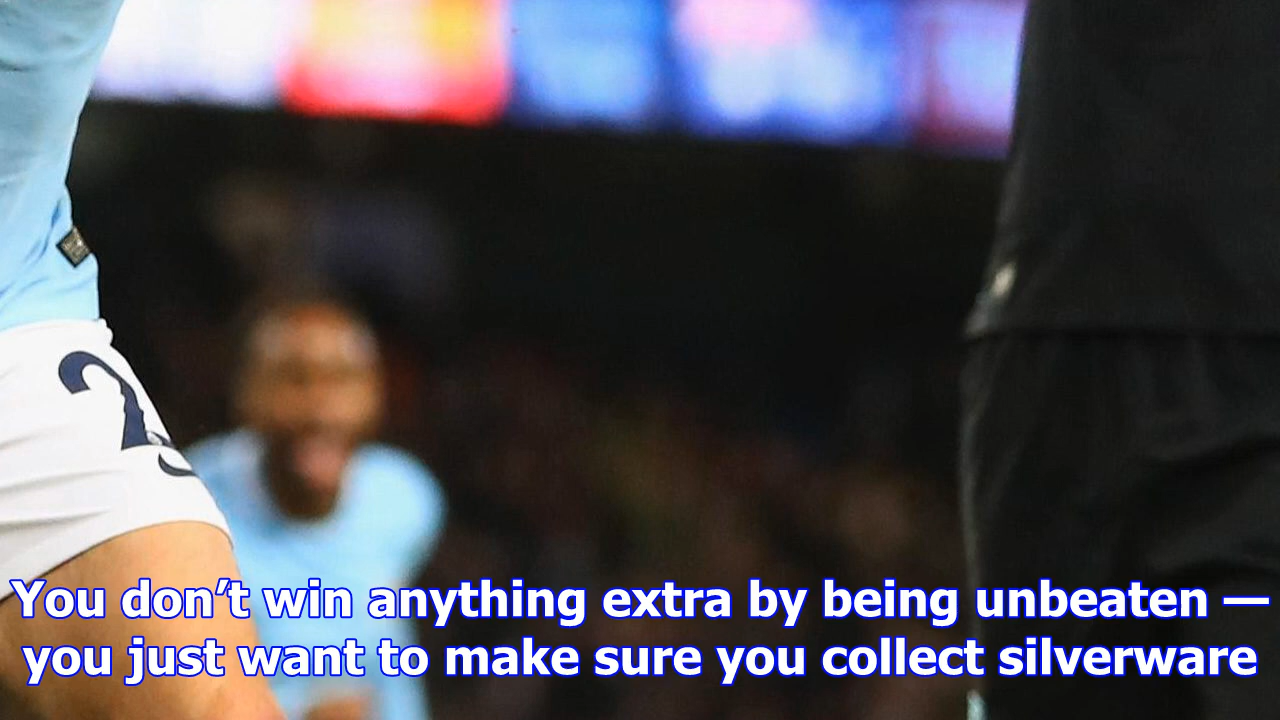 You don’t win anything extra by being unbeaten —
you just want to make sure you collect silverware